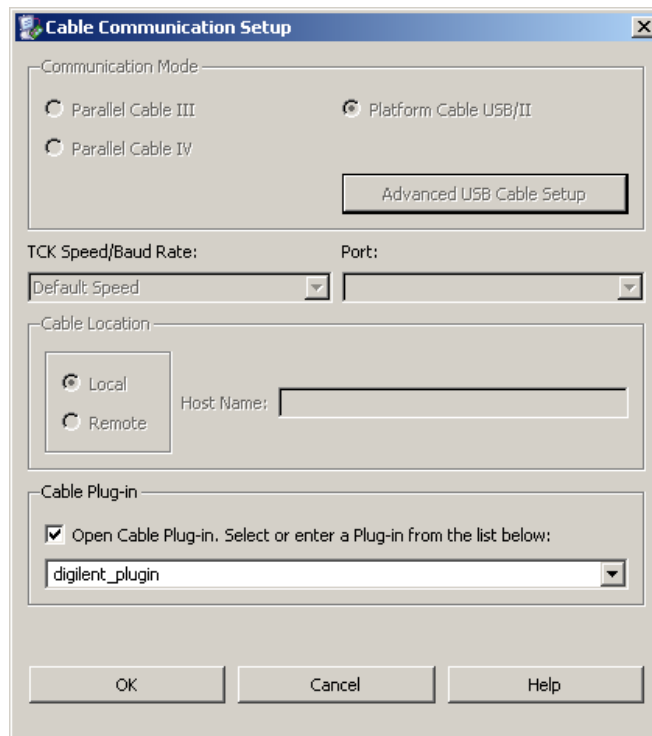 Cable Communication Setup
Communication Mode
Parallel Cable III
Platform Cable USB/II
Parallel Cable IV
Advanced USB Cable Setup
TCK Speed/Baud Rate:
Port:
Default Speed
Cable Location
Local
Host Name:
Remote
Cable Plug-in
Open Cable Plug-in. Select or enter a Plug-in from the list below:
digilent_plugin
OK
Cancel
Help